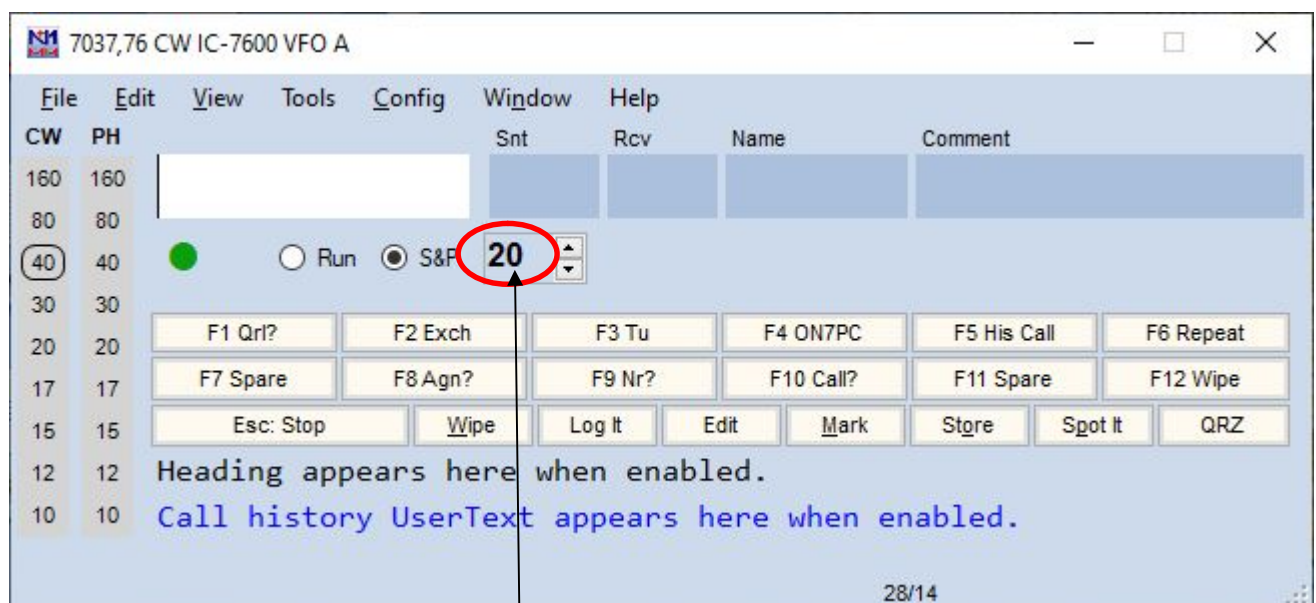 7037,76 CW IC-7600 VFO A
File Edit View Tools Config Window Help
CW PH Snt Rcv Name Comment
160 160
80 80
40 40 Run S&P 20
30 30
F1 Qrl? F2 Exch F3 Tu F4 ON7PC F5 His Call F6 Repeat
20 20
F7 Spare F8 Agn? F9 Nr? F10 Call? F11 Spare F12 Wipe
17 17
15 15 Esc: Stop Wipe Log It Edit Mark Store Spot It QRZ
12 12 Heading appears here when enabled.
10 10 Call history UserText appears here when enabled.
28/14